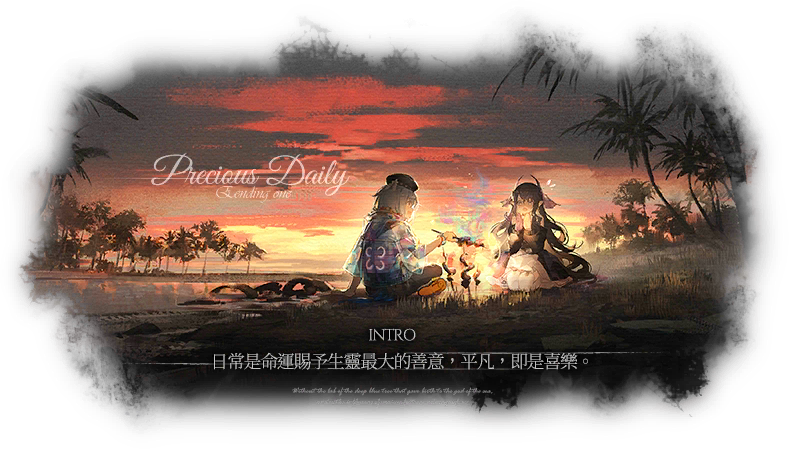 Precious Daily
Eending one
INTRO
日常是命運賜予生靈最大的善意，平凡，即是喜樂。
Without the lab of the deep blue tree that gave birth to the god of the sea,